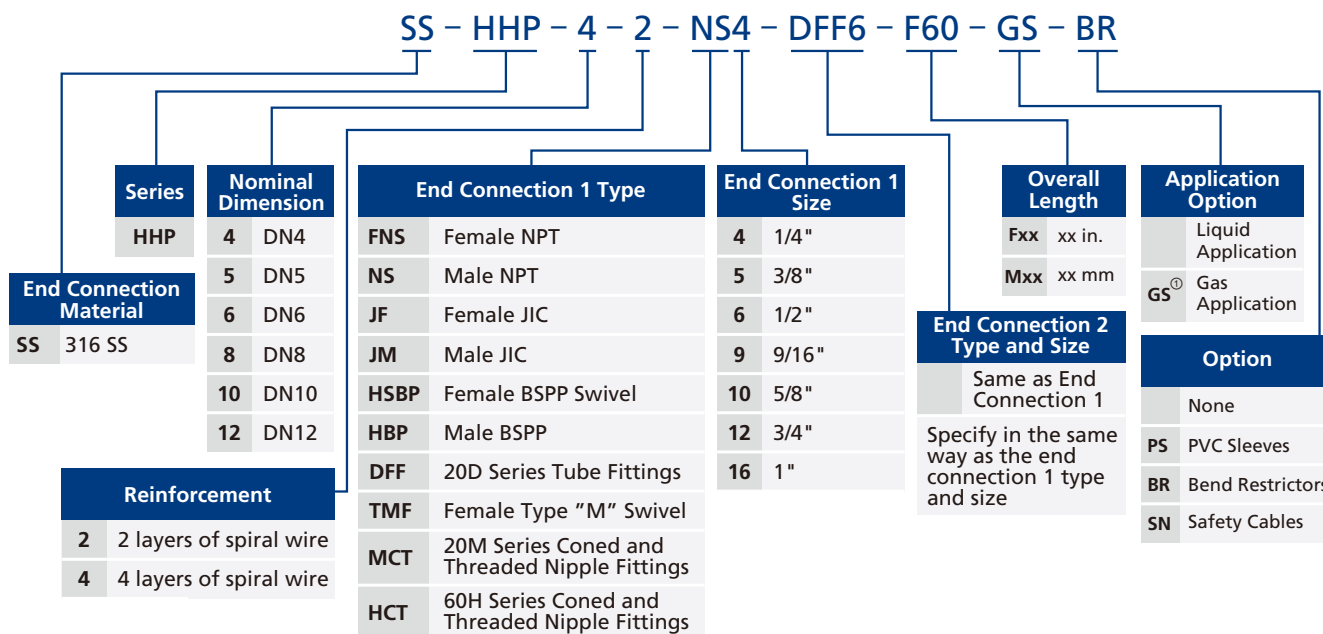 SS – HHP – 4 – 2 – NS4 – DFF6 – F60 – GS – BR
Series
HHP
End Connection
Material
SS 316 SS
Nominal
Dimension
4 DN4
5 DN5
6 DN6
8 DN8
10 DN10
12 DN12
Reinforcement
2 2 layers of spiral wire
4 4 layers of spiral wire
End Connection 1 Type
FNS Female NPT
NS Male NPT
JF Female JIC
JM Male JIC
HSBP Female BSPP Swivel
HBP Male BSPP
DFF 20D Series Tube Fittings
TMF Female Type ”M” Swivel
MCT 20M Series Coned and
Threaded Nipple Fittings
HCT 60H Series Coned and
Threaded Nipple Fittings
End Connection 1
Size
4 1/4"
5 3/8"
6 1/2"
9 9/16"
10 5/8"
12 3/4"
16 1"
End Connection 2
Type and Size
Same as End
Connection 1
Specify in the same
way as the end
connection 1 type
and size
Overall
Length
Fxx xx in.
Mxx xx mm
Application
Option
Liquid
Application
GS① Gas
Application
Option
None
PS PVC Sleeves
BR Bend Restrictors
SN Safety Cables